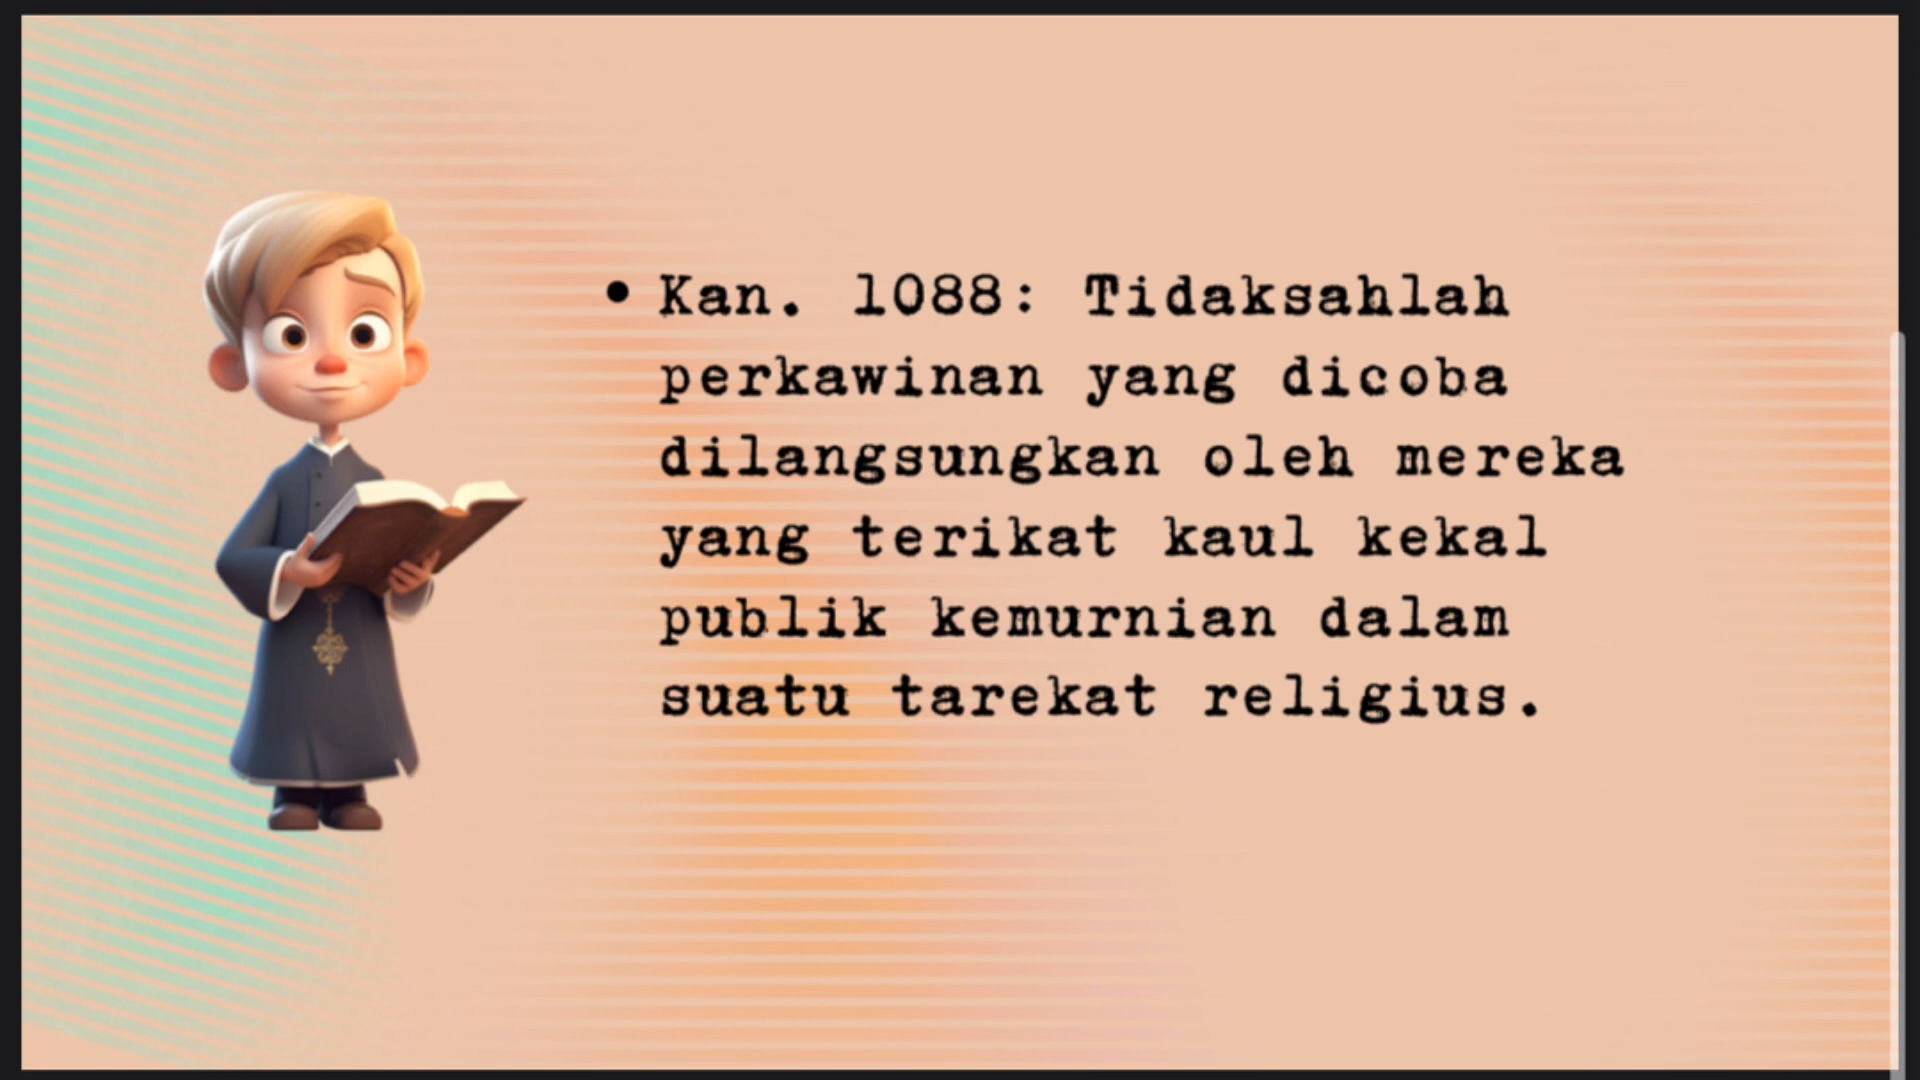 • Kan. 1088: Tidaksahlah
perkawinan yang dicoba
dilangsungkan oleh mereka
yang terikat kaul kekal
publik kemurnian dalam
suatu tarekat religius.